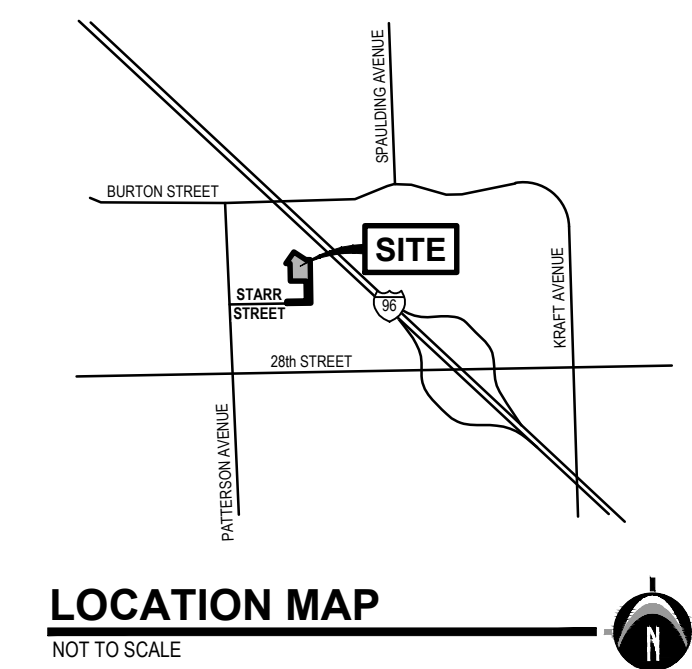 SPAULDING AVENUE
BURTON STREET
SITE
STARR
STREET
96
KRAFT AVENUE
28th STREET
PATTERSON AVENUE
LOCATION MAP
NOT TO SCALE
N